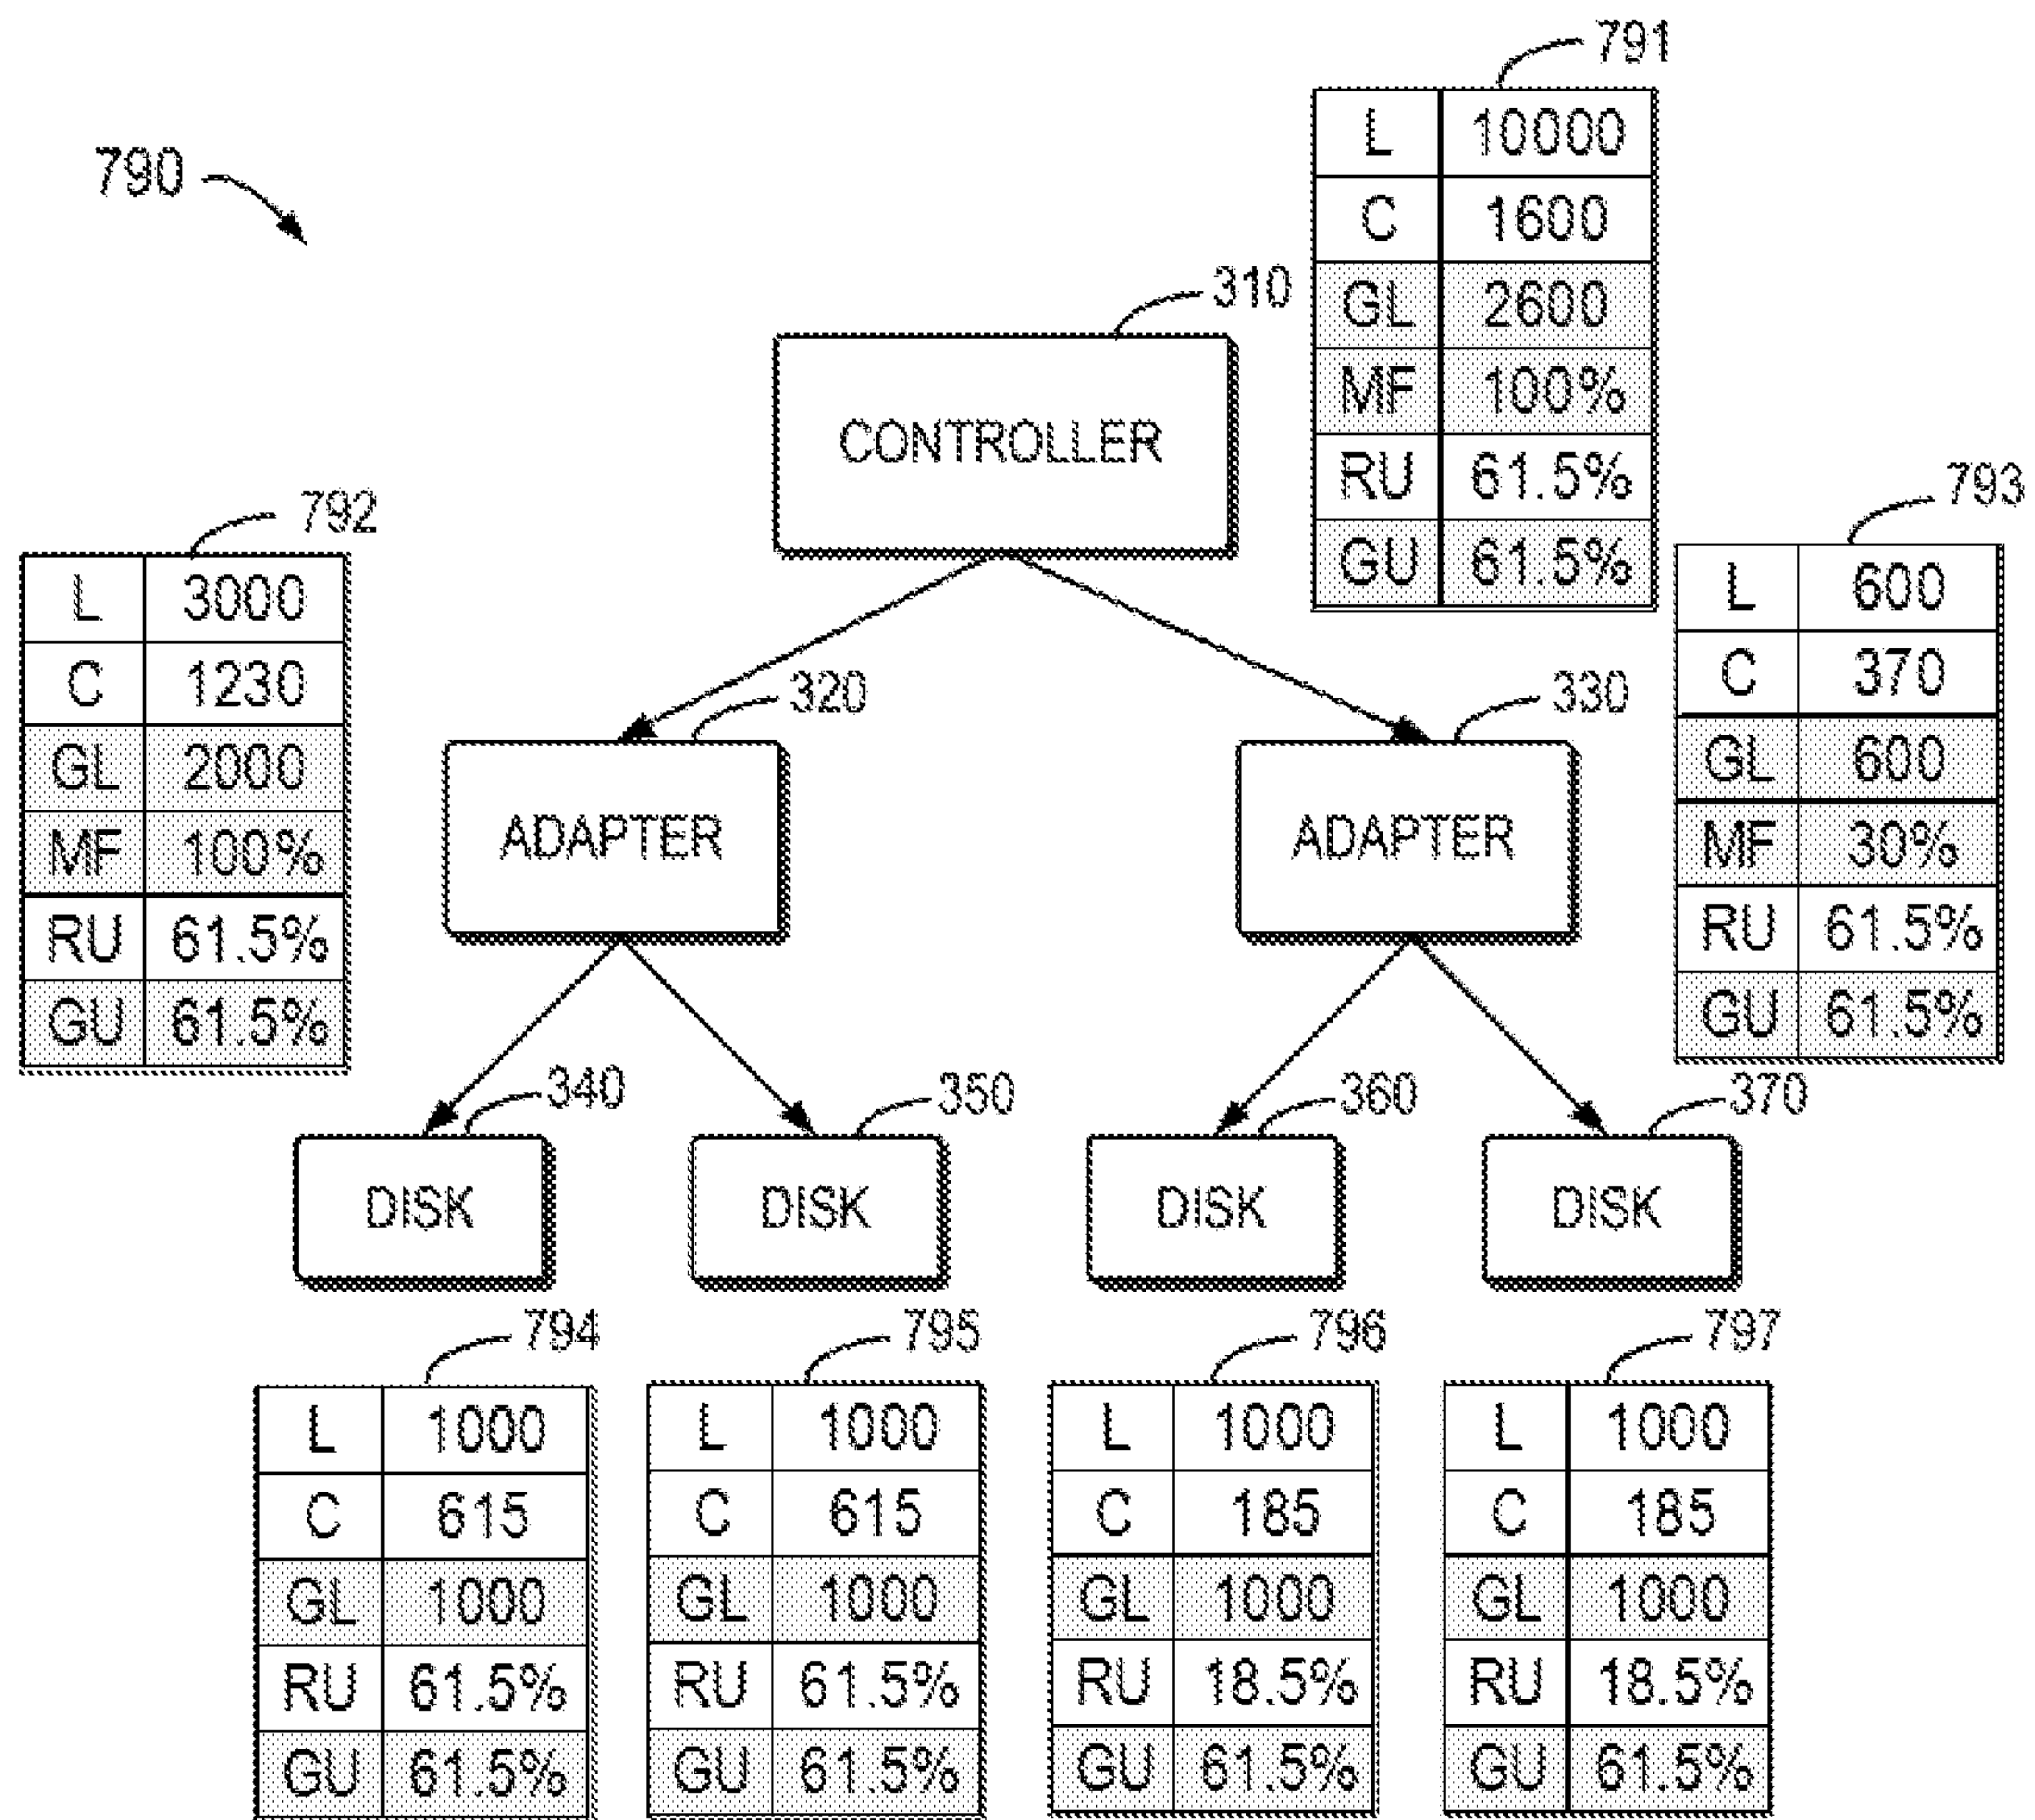 791
L 10000
C 1600
GL 2600
MF 100%
RU 61.5%
GU 61.5%
790
310
CONTROLLER
792
L 3000
C 1230
GL 2000
MF 100%
RU 61.5%
GU 61.5%
793
L 600
C 370
GL 600
MF 30%
RU 61.5%
GU 61.5%
320
ADAPTER
330
ADAPTER
340
DISK
350
DISK
360
DISK
370
DISK
794
L 1000
C 615
GL 1000
RU 61.5%
GU 61.5%
795
L 1000
C 615
GL 1000
RU 61.5%
GU 61.5%
796
L 1000
C 185
GL 1000
RU 18.5%
GU 61.5%
797
L 1000
C 185
GL 1000
RU 18.5%
GU 61.5%